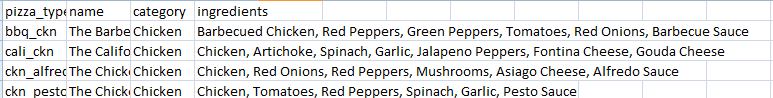 pizza_type name category ingredients
bbq_ckn The Barbe Chicken Barbecued Chicken, Red Peppers, Green Peppers, Tomatoes, Red Onions, Barbecue Sauce
cali_ckn The Califo Chicken Chicken, Artichoke, Spinach, Garlic, Jalapeno Peppers, Fontina Cheese, Gouda Cheese
ckn_alfred The Chick Chicken Chicken, Red Onions, Red Peppers, Mushrooms, Asiago Cheese, Alfredo Sauce
ckn_pesto The Chick Chicken Chicken, Tomatoes, Red Peppers, Spinach, Garlic, Pesto Sauce